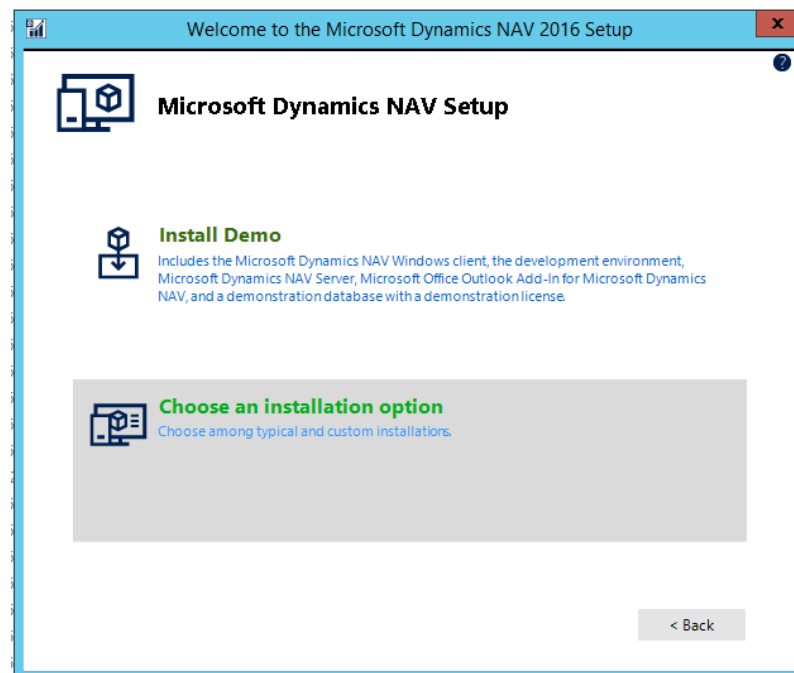 Welcome to the Microsoft Dynamics NAV 2016 Setup
x
?
Microsoft Dynamics NAV Setup
Install Demo
Includes the Microsoft Dynamics NAV Windows client, the development environment,
Microsoft Dynamics NAV Server, Microsoft Office Outlook Add-In for Microsoft Dynamics
NAV, and a demonstration database with a demonstration license.
Choose an installation option
Choose among typical and custom installations.
< Back